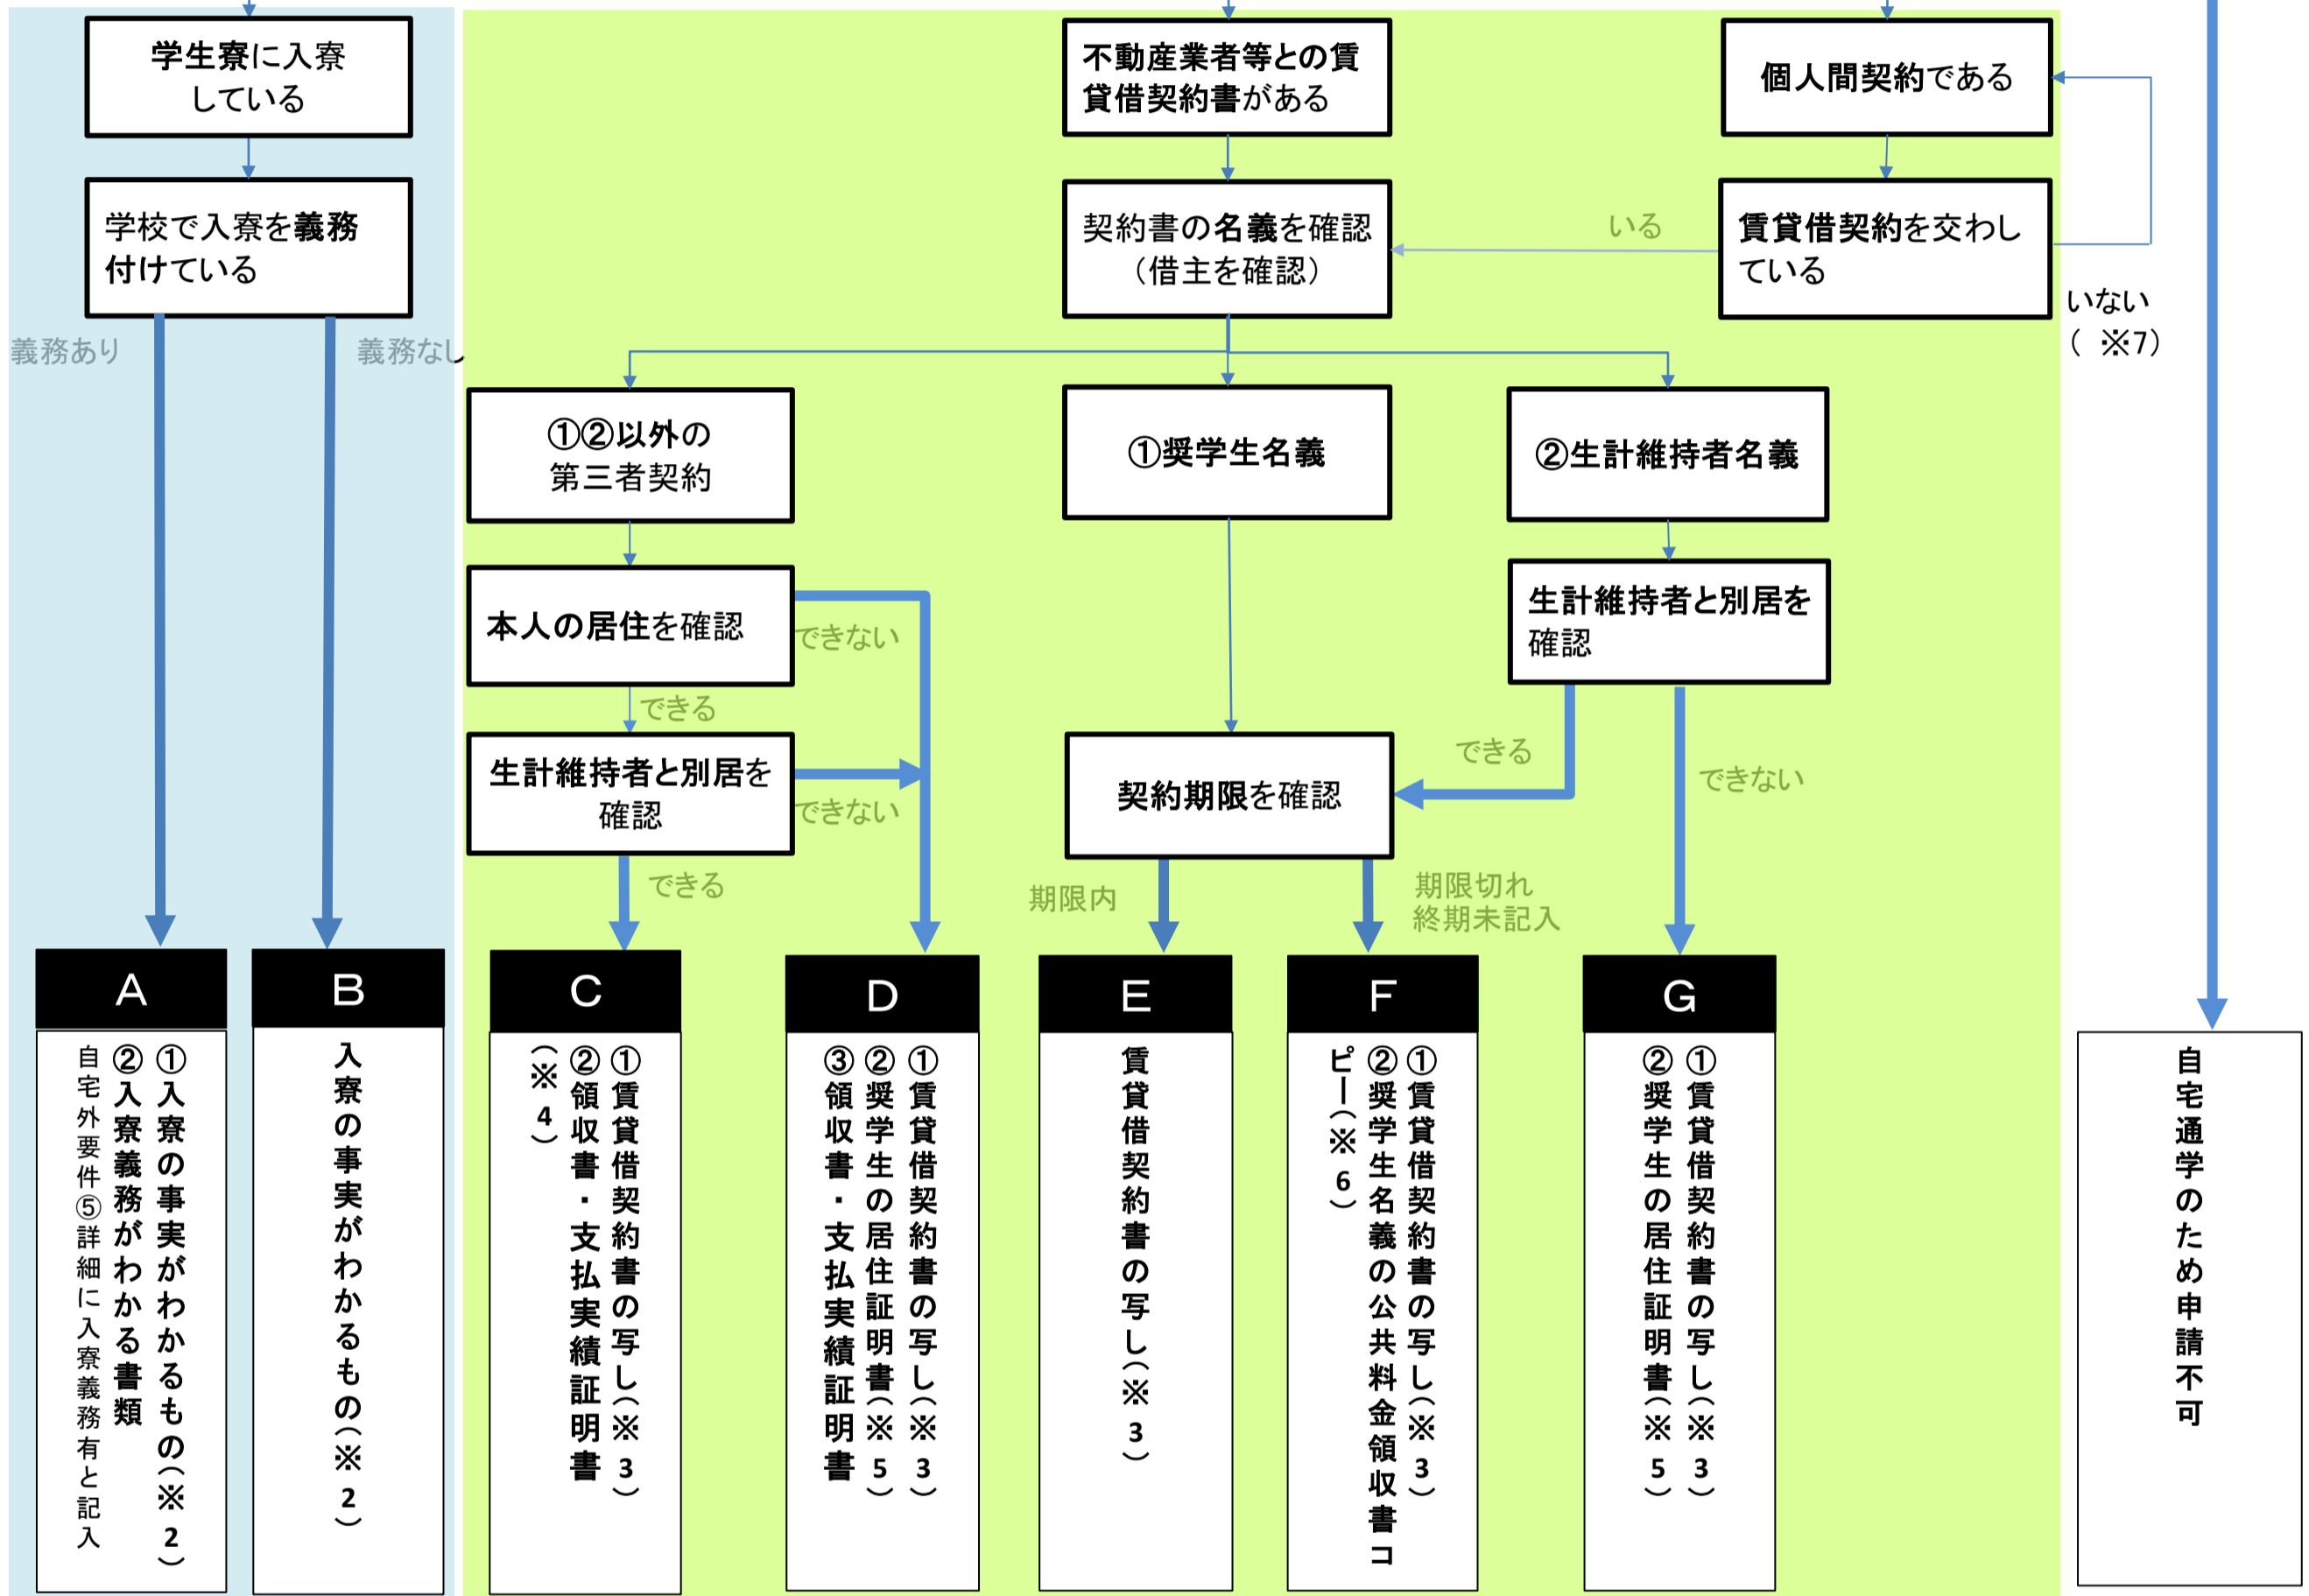 学生寮に入寮
している
学校で入寮を義務
付けている
義務あり
義務なし
不動産業者等との賃
貸借契約書がある
個人間契約である
契約書の名義を確認
（借主を確認）
いる
賃貸借契約を交わし
ている
いない
（ ※7）
①②以外の
第三者契約
①奨学生名義
②生計維持者名義
本人の居住を確認
できない
できる
生計維持者と別居を
確認
できない
できる
生計維持者と別居を
確認
できる
できない
契約期限を確認
期限内
期限切れ
終期未記入
A
①入寮の事実がわかるもの（※2）
②入寮義務がわかる書類
自宅外要件⑤詳細に入寮義務有と記入
B
入寮の事実がわかるもの（※2）
C
①賃貸借契約書の写し（※3）
②領収書・支払実績証明書
（※4）
D
①賃貸借契約書の写し（※3）
②奨学生の居住証明書（※5）
③領収書・支払実績証明書
E
賃貸借契約書の写し（※3）
F
①賃貸借契約書の写し（※3）
②奨学生名義の公共料金領収書コ
ピー（※6）
G
①賃貸借契約書の写し（※3）
②奨学生の居住証明書（※5）
自宅通学のため申請不可